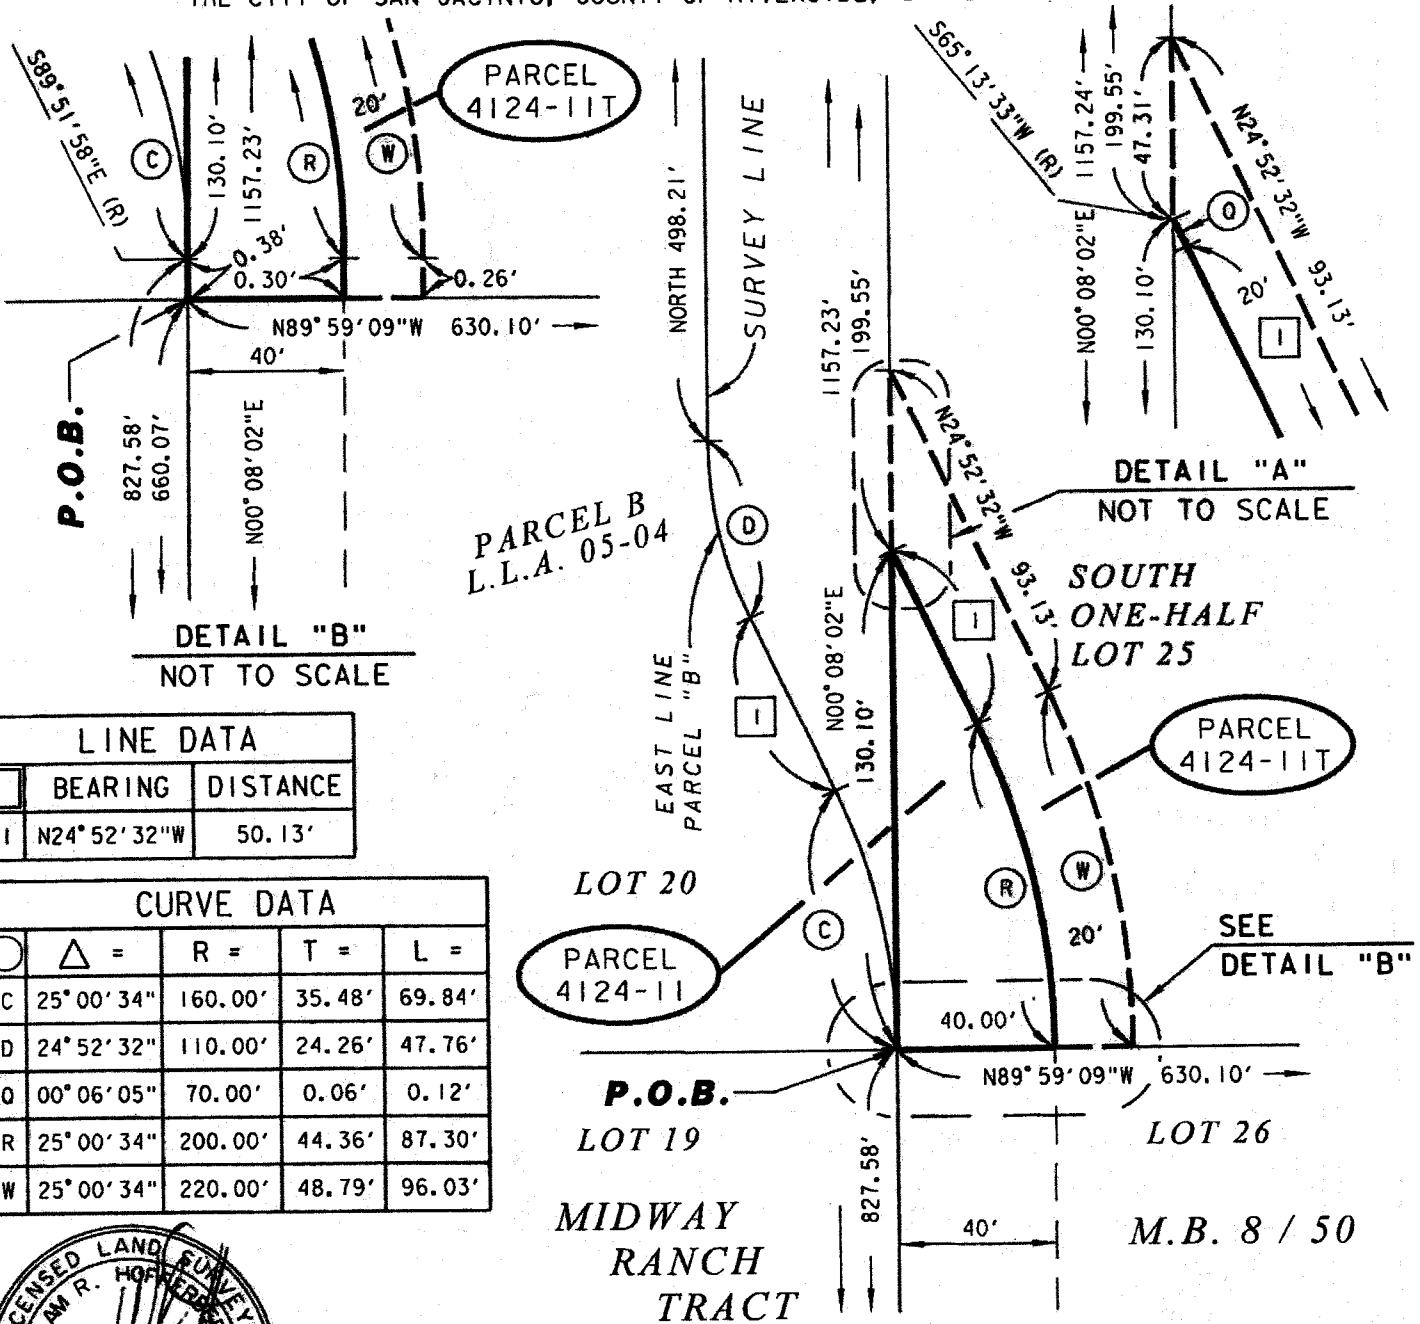 S89°51'58"E (R)
C
130.10'
1157.23'
R
20'
W
PARCEL
4124-11T
0.38'
0.30'
0.26'
N89°59'09"W 630.10'
40'
P.O.B.
827.58'
660.07'
N00°08'02"E
DETAIL "B"
NOT TO SCALE
NORTH 498.21'
SURVEY LINE
1157.23'
199.55'
S65°13'33"W (R)
1157.24'
199.55'
47.31'
N24°52'32"W 93.13'
Q
N00°08'02"E
130.10'
20'
1
DETAIL "A"
NOT TO SCALE
PARCEL B
L.L.A. 05-04
D
N24°52'32"W 93.13'
SOUTH
ONE-HALF
LOT 25
1
N00°08'02"E
130.10'
EAST LINE
PARCEL "B"
1
PARCEL
4124-11T
LINE DATA
BEARING DISTANCE
1 N24°52'32"W 50.13'
CURVE DATA
△ = R = T = L =
C 25°00'34" 160.00' 35.48' 69.84'
D 24°52'32" 110.00' 24.26' 47.76'
Q 00°06'05" 70.00' 0.06' 0.12'
R 25°00'34" 200.00' 44.36' 87.30'
W 25°00'34" 220.00' 48.79' 96.03'
LOT 20
C
R
W
20'
SEE
DETAIL "B"
PARCEL
4124-11
40.00'
P.O.B.
N89°59'09"W 630.10'
LOT 19
LOT 26
827.58'
40'
MIDWAY
RANCH
TRACT
M.B. 8 / 50
LAND
R.